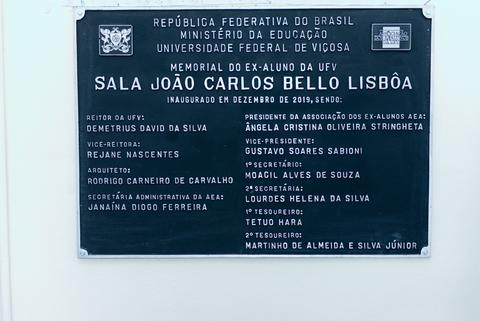 REPÚBLICA FEDERATIVA DO BRASIL
MINISTÉRIO DA EDUCAÇÃO
UNIVERSIDADE FEDERAL DE VIÇOSA
MEMORIAL DO EX-ALUNO DA UFV
SALA JOÃO CARLOS BELLO LISBÔA
INAUGURADO EM DEZEMBRO DE 2019, SENDO:
REITOR DA UFV:
DEMETRIUS DAVID DA SILVA
VICE-REITORA:
REJANE NASCENTES
ARQUITETO:
RODRIGO CARNEIRO DE CARVALHO
SECRETÁRIA ADMINISTRATIVA DA AEA:
JANAÍNA DIOGO FERREIRA
PRESIDENTE DA ASSOCIAÇÃO DOS EX-ALUNOS AEA:
ÂNGELA CRISTINA OLIVEIRA STRINGHETA
VICE-PRESIDENTE:
GUSTAVO SOARES SABIONI
1º SECRETÁRIO:
MOACIL ALVES DE SOUZA
2ª SECRETÁRIA:
LOURDES HELENA DA SILVA
1º TESOUREIRO:
TETUO HARA
2º TESOUREIRO:
MARTINHO DE ALMEIDA E SILVA JÚNIOR